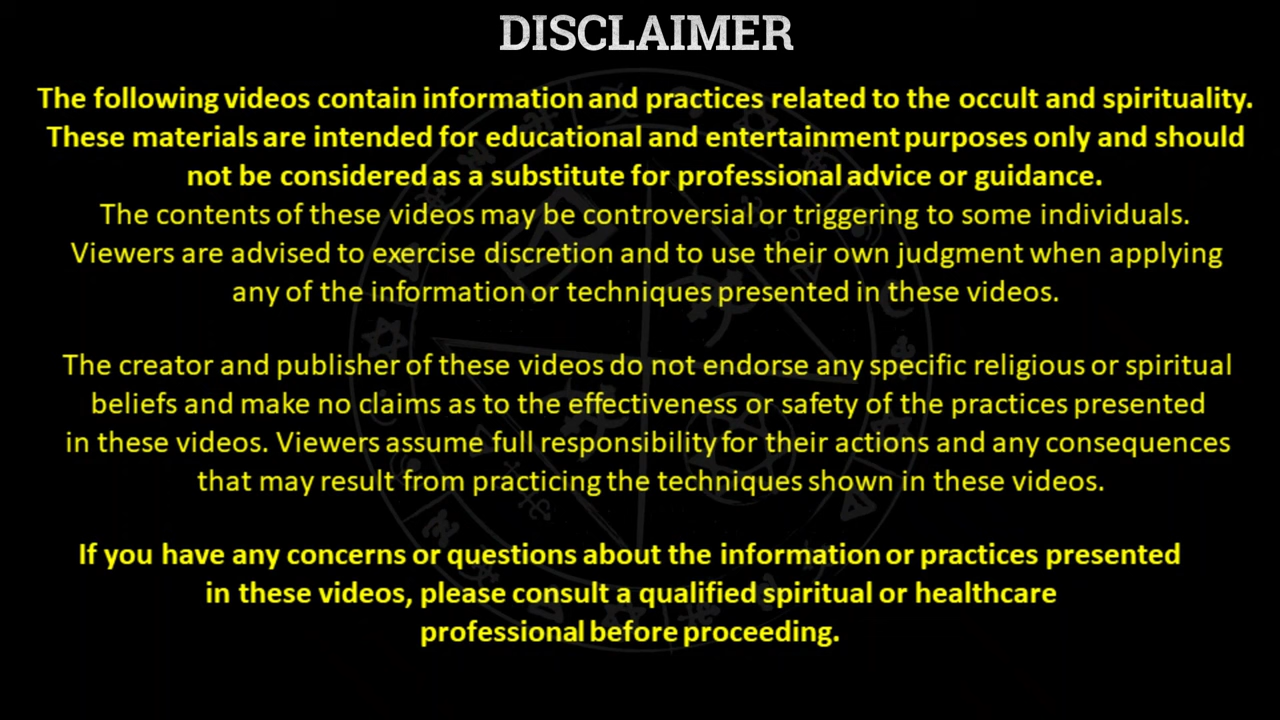 DISCLAIMER
The following videos contain information and practices related to the occult and spirituality.
These materials are intended for educational and entertainment purposes only and should
not be considered as a substitute for professional advice or guidance.
The contents of these videos may be controversial or triggering to some individuals.
Viewers are advised to exercise discretion and to use their own judgment when applying
any of the information or techniques presented in these videos.
The creator and publisher of these videos do not endorse any specific religious or spiritual
beliefs and make no claims as to the effectiveness or safety of the practices presented
in these videos. Viewers assume full responsibility for their actions and any consequences
that may result from practicing the techniques shown in these videos.
If you have any concerns or questions about the information or practices presented
in these videos, please consult a qualified spiritual or healthcare
professional before proceeding.